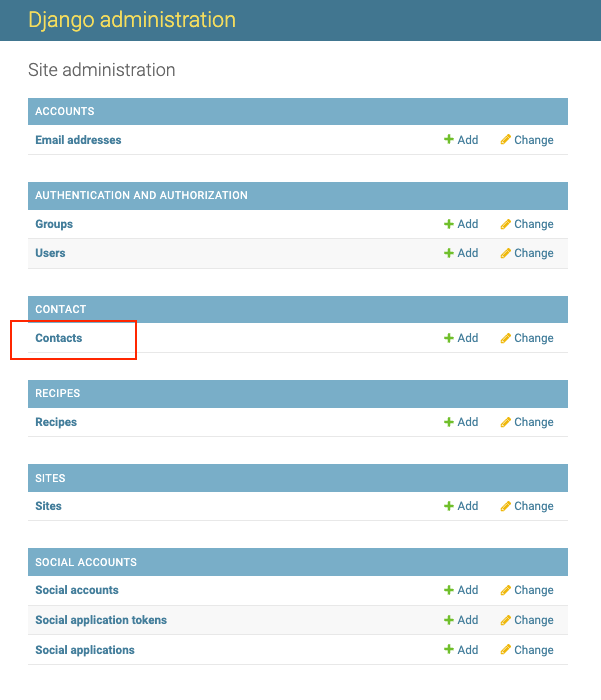 Django administration
Site administration
ACCOUNTS
Email addresses Add Change
AUTHENTICATION AND AUTHORIZATION
Groups Add Change
Users Add Change
CONTACT
Contacts Add Change
RECIPES
Recipes Add Change
SITES
Sites Add Change
SOCIAL ACCOUNTS
Social accounts Add Change
Social application tokens Add Change
Social applications Add Change